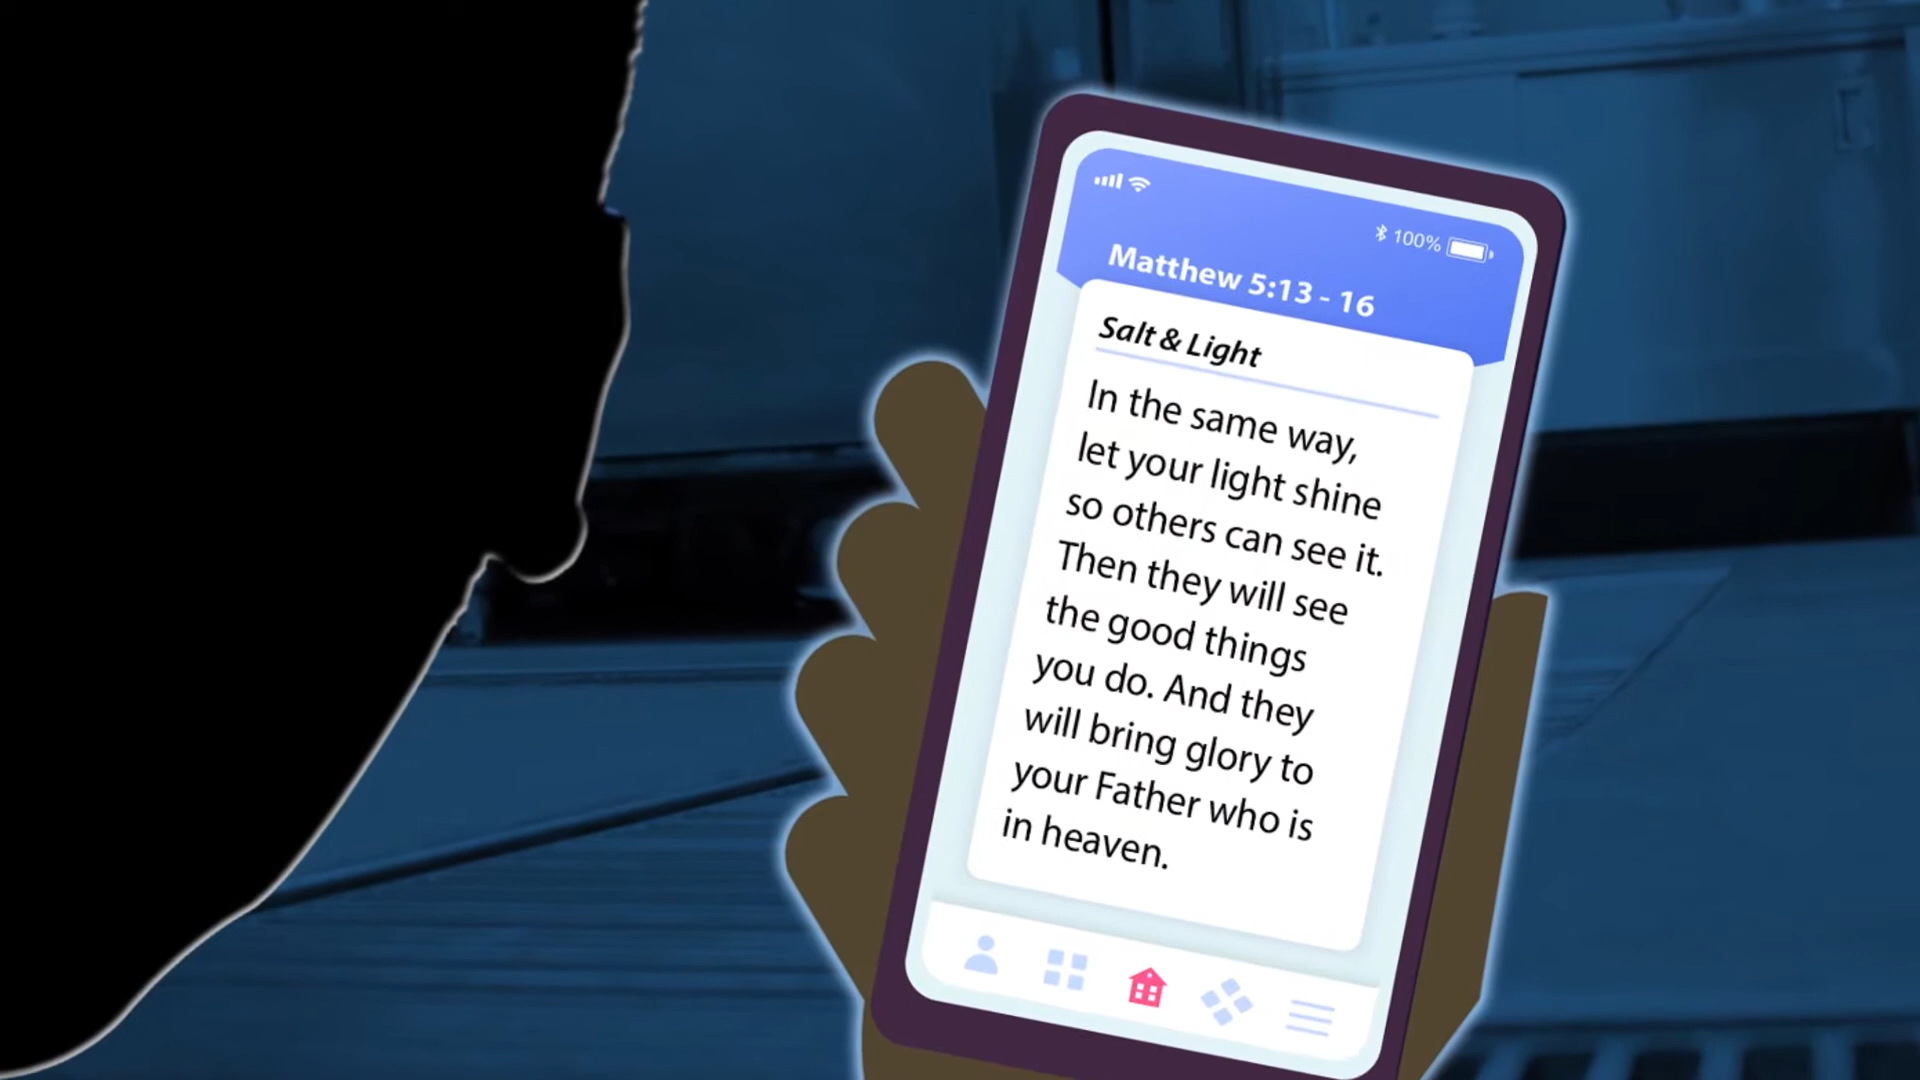 100%
Matthew 5:13 - 16
Salt & Light
In the same way,
let your light shine
so others can see it.
Then they will see
the good things
you do. And they
will bring glory to
your Father who is
in heaven.